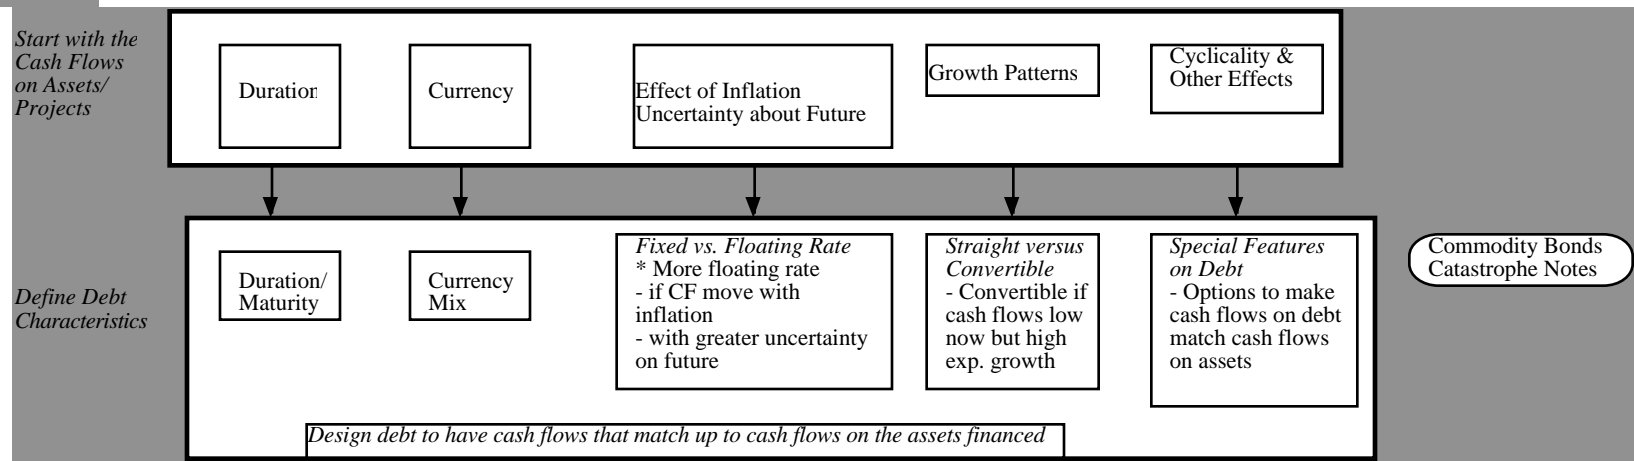 Start with the
Cash Flows
on Assets/
Projects
Duration
Currency
Effect of Inflation
Uncertainty about Future
Growth Patterns
Cyclicality &
Other Effects
Define Debt
Characteristics
Duration/
Maturity
Currency
Mix
Fixed vs. Floating Rate
* More floating rate
- if CF move with
inflation
- with greater uncertainty
on future
Straight versus
Convertible
- Convertible if
cash flows low
now but high
exp. growth
Special Features
on Debt
- Options to make
cash flows on debt
match cash flows
on assets
Commodity Bonds
Catastrophe Notes
Design debt to have cash flows that match up to cash flows on the assets financed